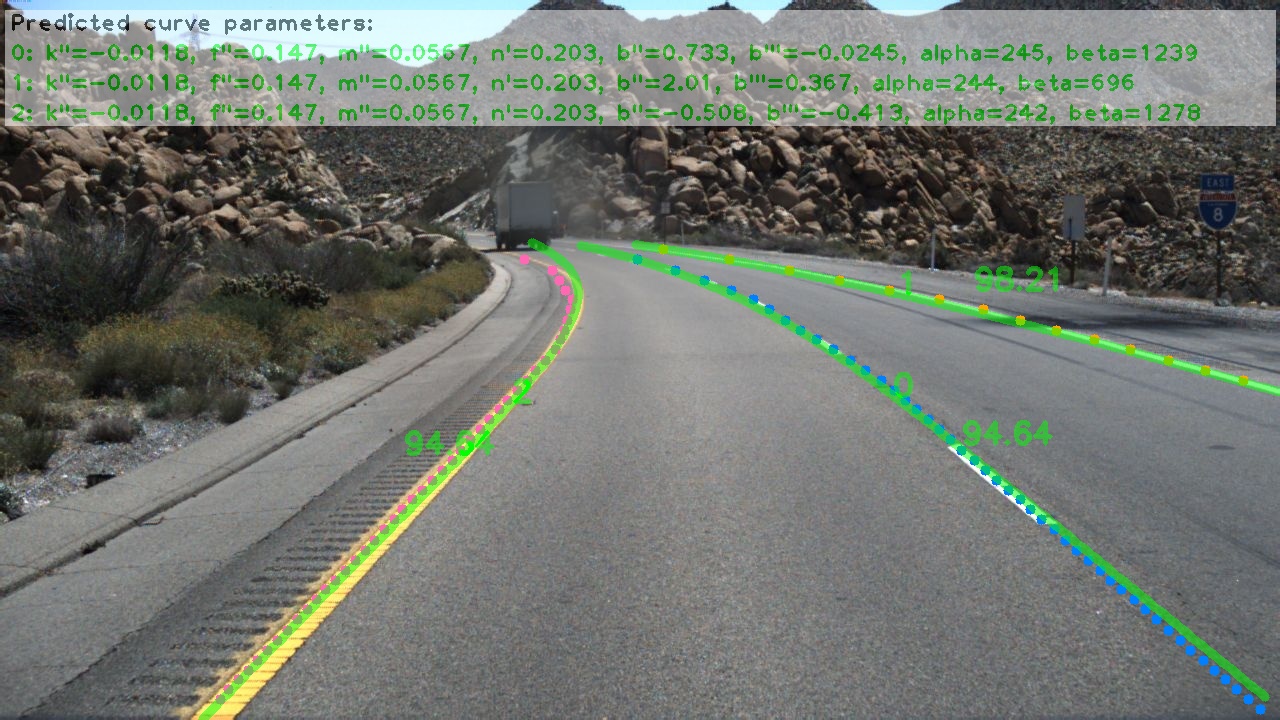 Predicted curve parameters:
0: k''=-0.0118, f''=0.147, m''=0.0567, n'=0.203, b''=0.733, b'''=-0.0245, alpha=245, beta=1239
1: k''=-0.0118, f''=0.147, m''=0.0567, n'=0.203, b''=2.01, b'''=0.367, alpha=244, beta=696
2: k''=-0.0118, f''=0.147, m''=0.0567, n'=0.203, b''=-0.508, b'''=-0.413, alpha=242, beta=1278
EAST
8
1
98.21
0
2
94.64
94.64